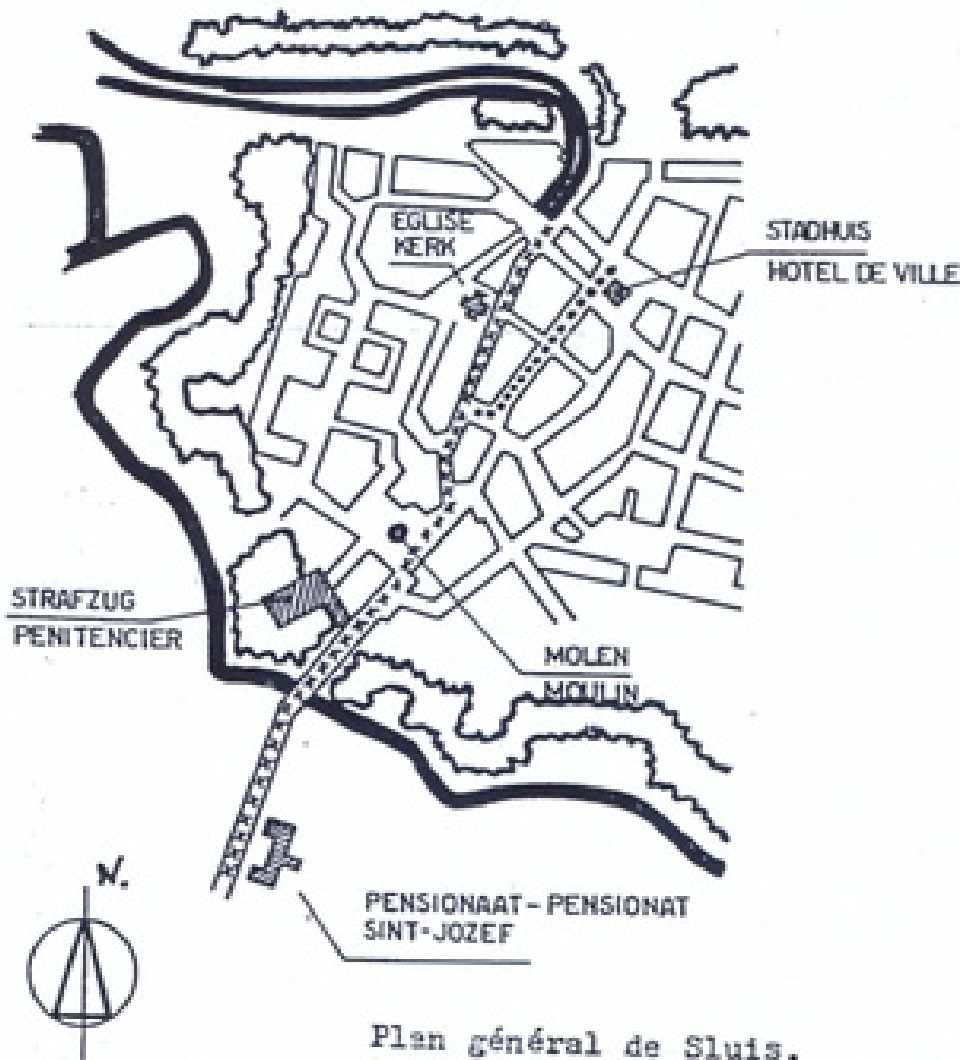 EGLISE
KERK
STADHUIS
HOTEL DE VILLE
STRAFZUG
PENITENCIER
MOLEN
MOULIN
N.
PENSIONAAT-PENSIONAT
SINT-JOZEF
Plan général de Sluis.